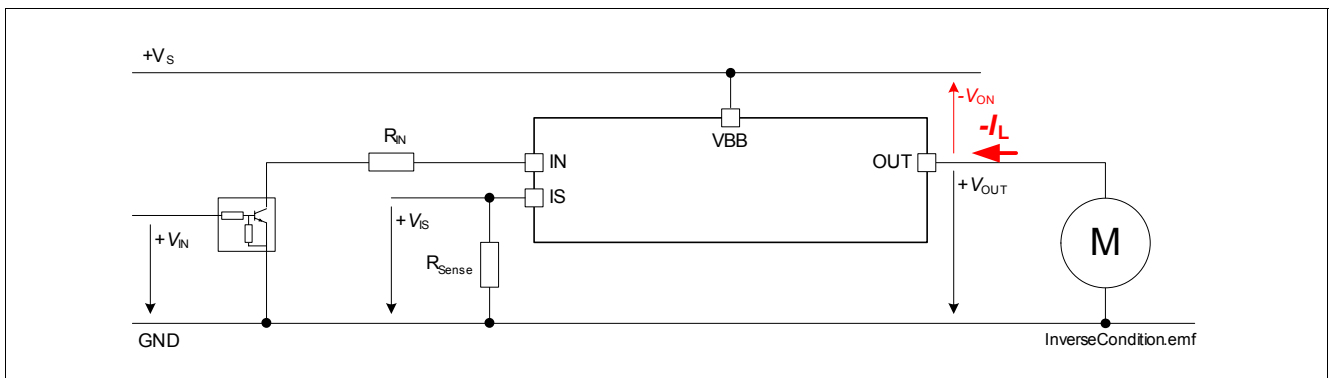 +VS
-VON
VBB
-IL
RIN
IN
OUT
IS
+VOUT
+VIS
+VIN
M
RSense
GND
InverseCondition.emf